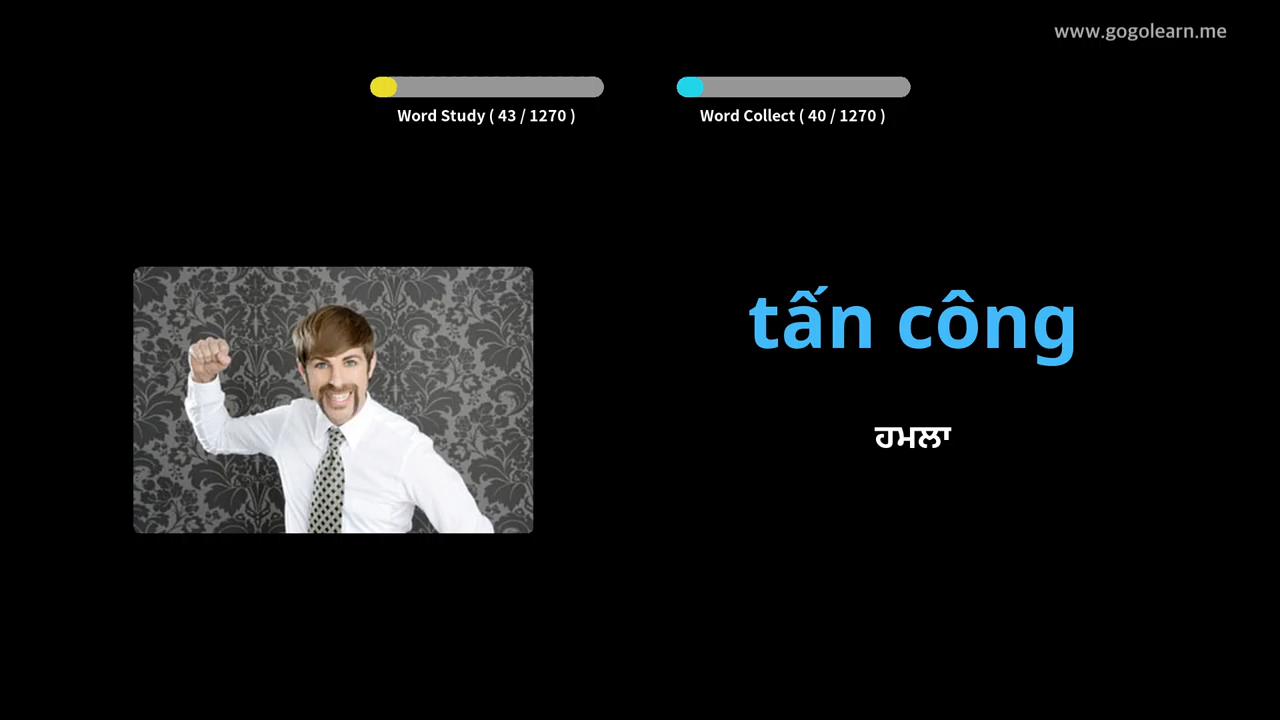 www.gogolearn.me
Word Study ( 43 / 1270 )
Word Collect ( 40 / 1270 )
tấn công
ਹਮਲਾ